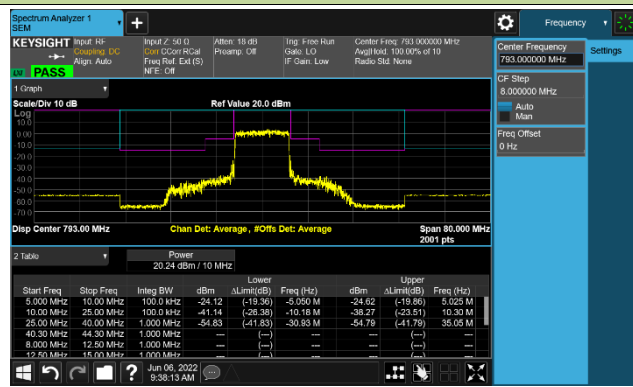 Spectrum Analyzer 1
SEM
Frequency
KEYSIGHT
Input: RF
Coupling: DC
Align: Auto
Input Z: 50 Ω
Corr CCorr RCal
Freq Ref: Ext (S)
NFE: Off
Atten: 18 dB
Preamp: Off
Trig: Free Run
Gate: LO
IF Gain: Low
Center Freq: 793.000000 MHz
Avg|Hold: 100.00% of 10
Radio Std: None
PASS
Center Frequency
793.000000 MHz
Settings
CF Step
8.000000 MHz
Auto
Man
Freq Offset
0 Hz
1 Graph
Scale/Div 10 dB
Ref Value 20.0 dBm
Log
10.0
0.00
-10.0
-20.0
-30.0
-40.0
-50.0
-60.0
-70.0
Disp Center 793.00 MHz
Chan Det: Average , #Offs Det: Average
Span 80.000 MHz
2001 pts
2 Table
Power
20.24 dBm / 10 MHz
Lower Upper
Start Freq Stop Freq Integ BW dBm ΔLimit(dB) Freq (Hz) dBm ΔLimit(dB) Freq (Hz)
5.000 MHz 10.00 MHz 100.0 kHz -24.12 (-19.36) -5.050 M -24.62 (-19.86) 5.025 M
10.00 MHz 25.00 MHz 100.0 kHz -41.14 (-26.38) -10.18 M -38.27 (-23.51) 10.30 M
25.00 MHz 40.00 MHz 1.000 MHz -54.83 (-41.83) -30.93 M -54.79 (-41.79) 35.05 M
40.30 MHz 44.30 MHz 1.000 MHz --- (---) --- (---)
8.000 MHz 12.50 MHz 1.000 MHz --- (---) --- (---)
12.50 MHz 15.00 MHz 1.000 MHz --- (---) --- (---)
Jun 06, 2022
9:38:13 AM